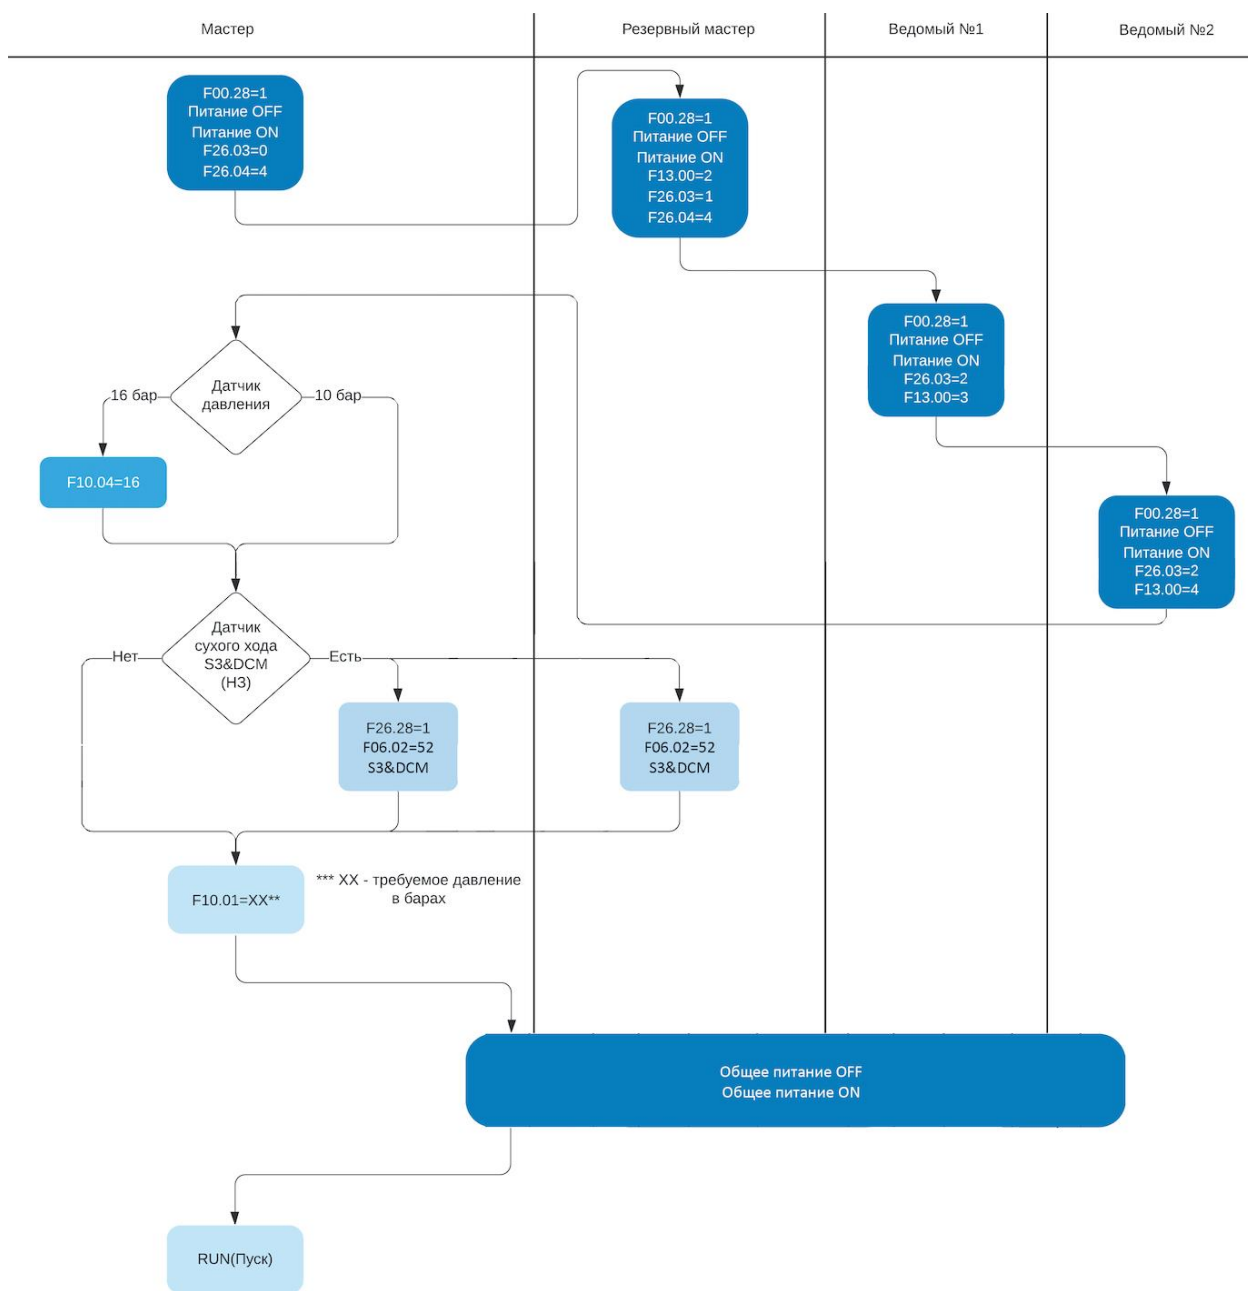 Мастер
Резервный мастер
Ведомый №1
Ведомый №2
F00.28=1
Питание OFF
Питание ON
F26.03=0
F26.04=4
F00.28=1
Питание OFF
Питание ON
F13.00=2
F26.03=1
F26.04=4
F00.28=1
Питание OFF
Питание ON
F26.03=2
F13.00=3
F00.28=1
Питание OFF
Питание ON
F26.03=2
F13.00=4
Датчик
давления
16 бар
10 бар
F10.04=16
Датчик
сухого хода
S3&DCM
(НЗ)
Нет
Есть
F26.28=1
F06.02=52
S3&DCM
F26.28=1
F06.02=52
S3&DCM
F10.01=XX**
*** XX - требуемое давление
в барах
Общее питание OFF
Общее питание ON
RUN(Пуск)